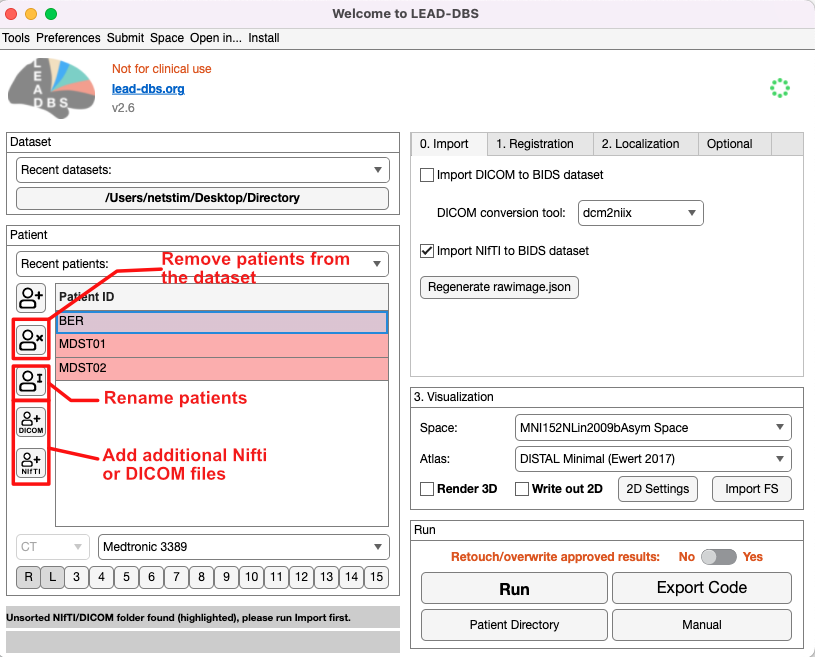 Welcome to LEAD-DBS
Tools Preferences Submit Space Open in... Install
LEAD
DBS
Not for clinical use
lead-dbs.org
v2.6
Dataset
Recent datasets:
/Users/netstim/Desktop/Directory
Patient
Recent patients:
Remove patients from
the dataset
Patient ID
BER
MDST01
MDST02
Rename patients
DICOM
NIfTI
Add additional Nifti
or DICOM files
CT
Medtronic 3389
R L 3 4 5 6 7 8 9 10 11 12 13 14 15
Unsorted NIfTI/DICOM folder found (highlighted), please run Import first.
0. Import 1. Registration 2. Localization Optional
Import DICOM to BIDS dataset
DICOM conversion tool: dcm2niix
Import NIfTI to BIDS dataset
Regenerate rawimage.json
3. Visualization
Space: MNI152NLin2009bAsym Space
Atlas: DISTAL Minimal (Ewert 2017)
Render 3D Write out 2D 2D Settings Import FS
Run
Retouch/overwrite approved results: No Yes
Run Export Code
Patient Directory Manual